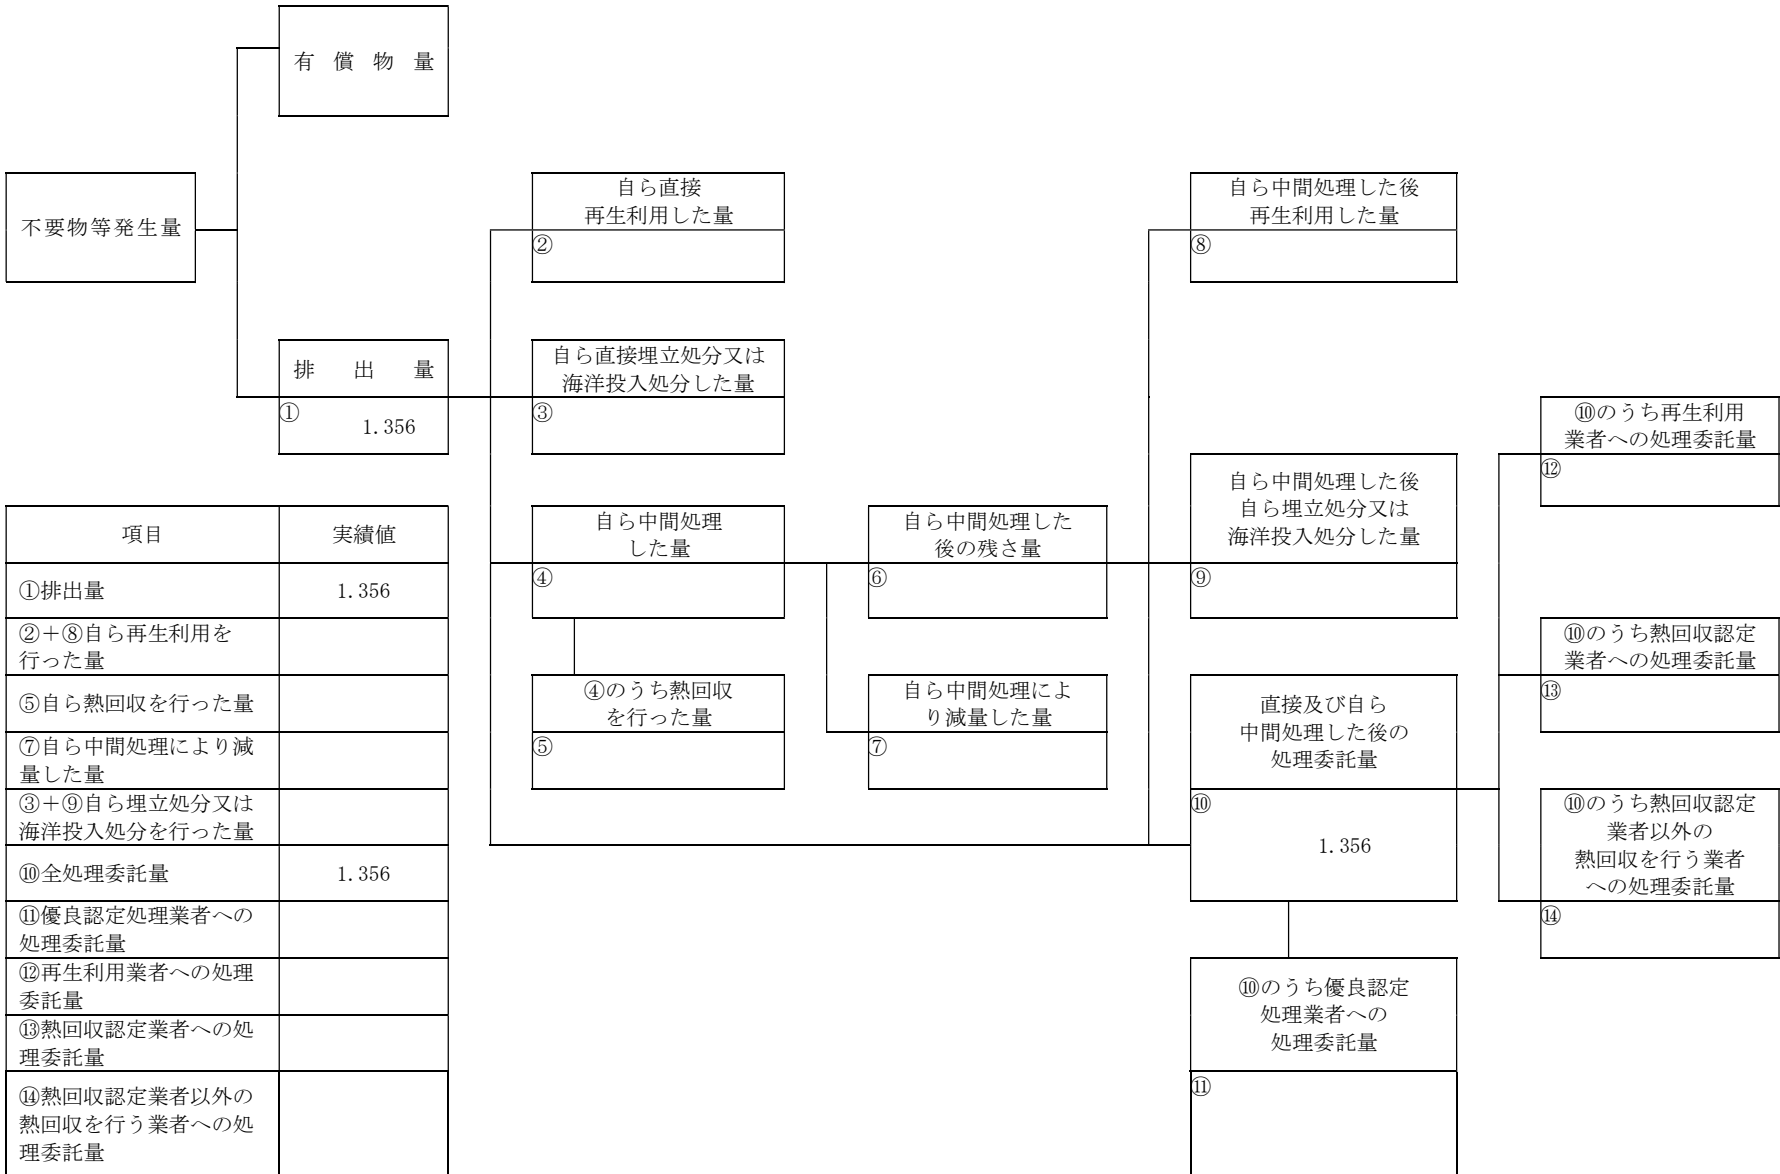 有償物量
不要物等発生量
自ら直接
再生利用した量
②
自ら中間処理した後
再生利用した量
⑧
排出量
①
1.356
自ら直接埋立処分又は
海洋投入処分した量
③
⑩のうち再生利用
業者への処理委託量
⑫
自ら中間処理
した量
④
自ら中間処理した
後の残さ量
⑥
自ら中間処理した後
自ら埋立処分又は
海洋投入処分した量
⑨
⑩のうち熱回収認定
業者への処理委託量
⑬
④のうち熱回収
を行った量
⑤
自ら中間処理によ
り減量した量
⑦
直接及び自ら
中間処理した後の
処理委託量
⑩
1.356
⑩のうち熱回収認定
業者以外の
熱回収を行う業者
への処理委託量
⑭
⑩のうち優良認定
処理業者への
処理委託量
⑪
項目 実績値
①排出量 1.356
②+⑧自ら再生利用を
行った量
⑤自ら熱回収を行った量
⑦自ら中間処理により減
量した量
③+⑨自ら埋立処分又は
海洋投入処分を行った量
⑩全処理委託量 1.356
⑪優良認定処理業者への
処理委託量
⑫再生利用業者への処理
委託量
⑬熱回収認定業者への処
理委託量
⑭熱回収認定業者以外の
熱回収を行う業者への処
理委託量